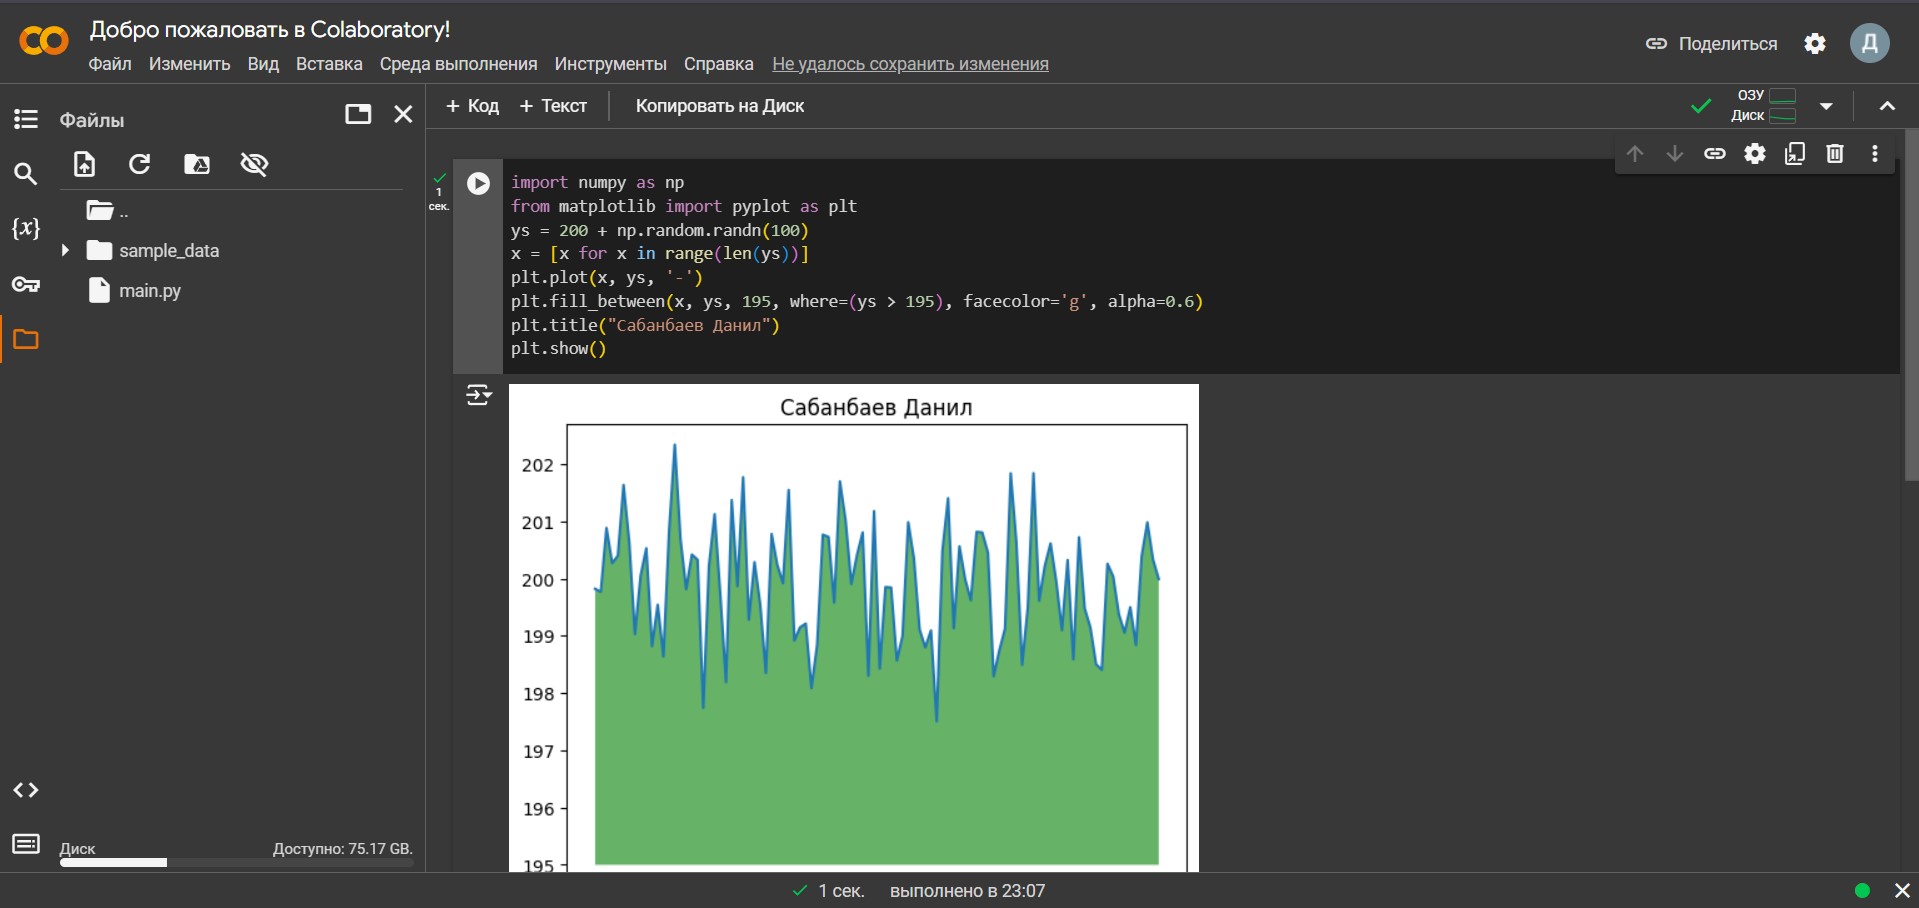 Добро пожаловать в Colaboratory!
Файл Изменить Вид Вставка Среда выполнения Инструменты Справка Не удалось сохранить изменения
Поделиться
Д
Файлы
..
sample_data
main.py
{x}
<>
Диск
Доступно: 75.17 GB.
+ Код + Текст Копировать на Диск
ОЗУ
Диск
1
сек.
import numpy as np
from matplotlib import pyplot as plt
ys = 200 + np.random.randn(100)
x = [x for x in range(len(ys))]
plt.plot(x, ys, '-')
plt.fill_between(x, ys, 195, where=(ys > 195), facecolor='g', alpha=0.6)
plt.title("Сабанбаев Данил")
plt.show()
Сабанбаев Данил
202
201
200
199
198
197
196
195
1 сек. выполнено в 23:07